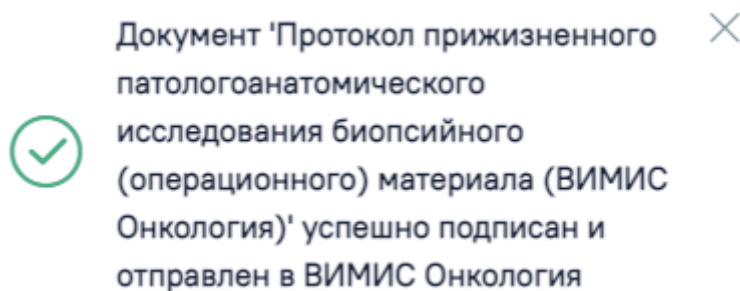 Документ 'Протокол прижизненного
патологоанатомического
исследования биопсийного
(операционного) материала (ВИМИС
Онкология)' успешно подписан и
отправлен в ВИМИС Онкология